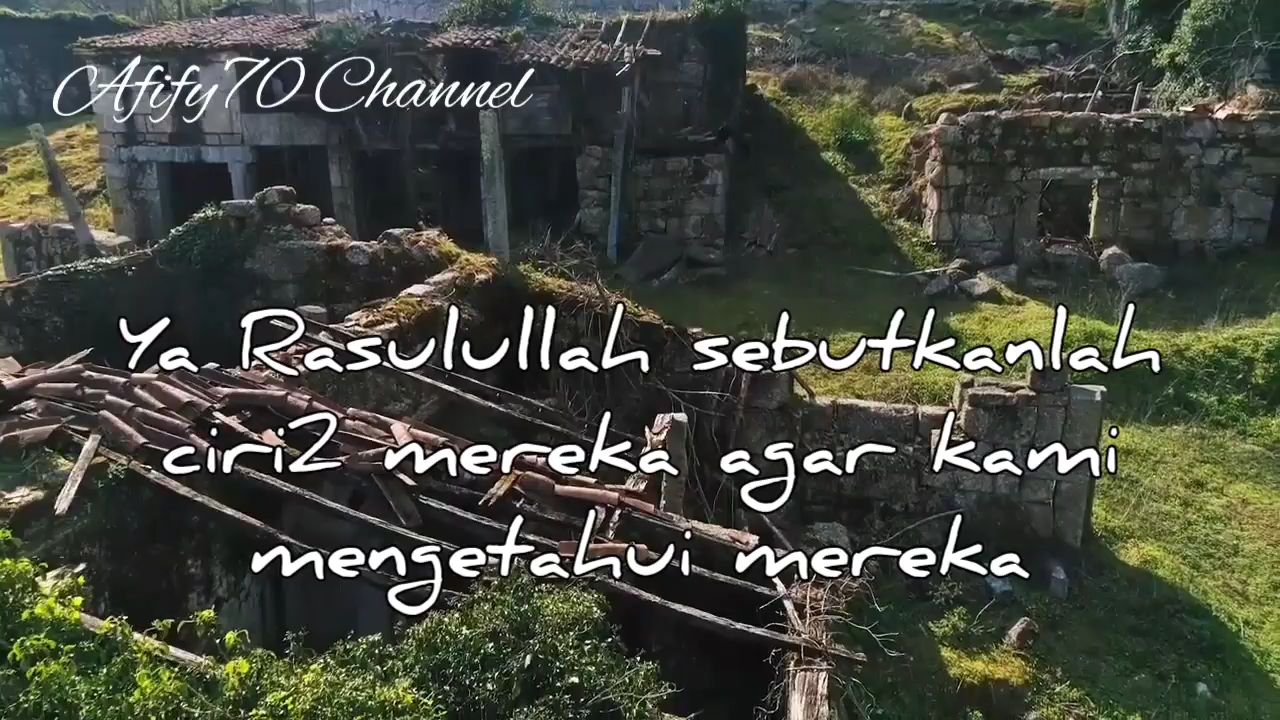 Afify70 Channel
Ya Rasulullah sebutkanlah
ciri2 mereka agar kami
mengetahui mereka